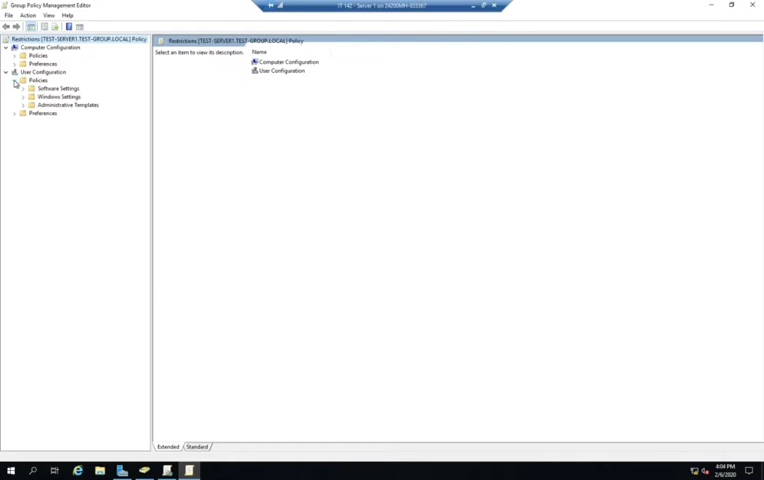 Group Policy Management Editor
IT 142 - Server 1 on 24200MH-833367
File Action View Help
Restrictions [TEST-SERVER1.TEST-GROUP.LOCAL] Policy
Computer Configuration
Policies
Preferences
User Configuration
Policies
Software Settings
Windows Settings
Administrative Templates
Preferences
Restrictions [TEST-SERVER1.TEST-GROUP.LOCAL] Policy
Select an item to view its description.
Name
Computer Configuration
User Configuration
Extended Standard
4:04 PM
2/6/2020